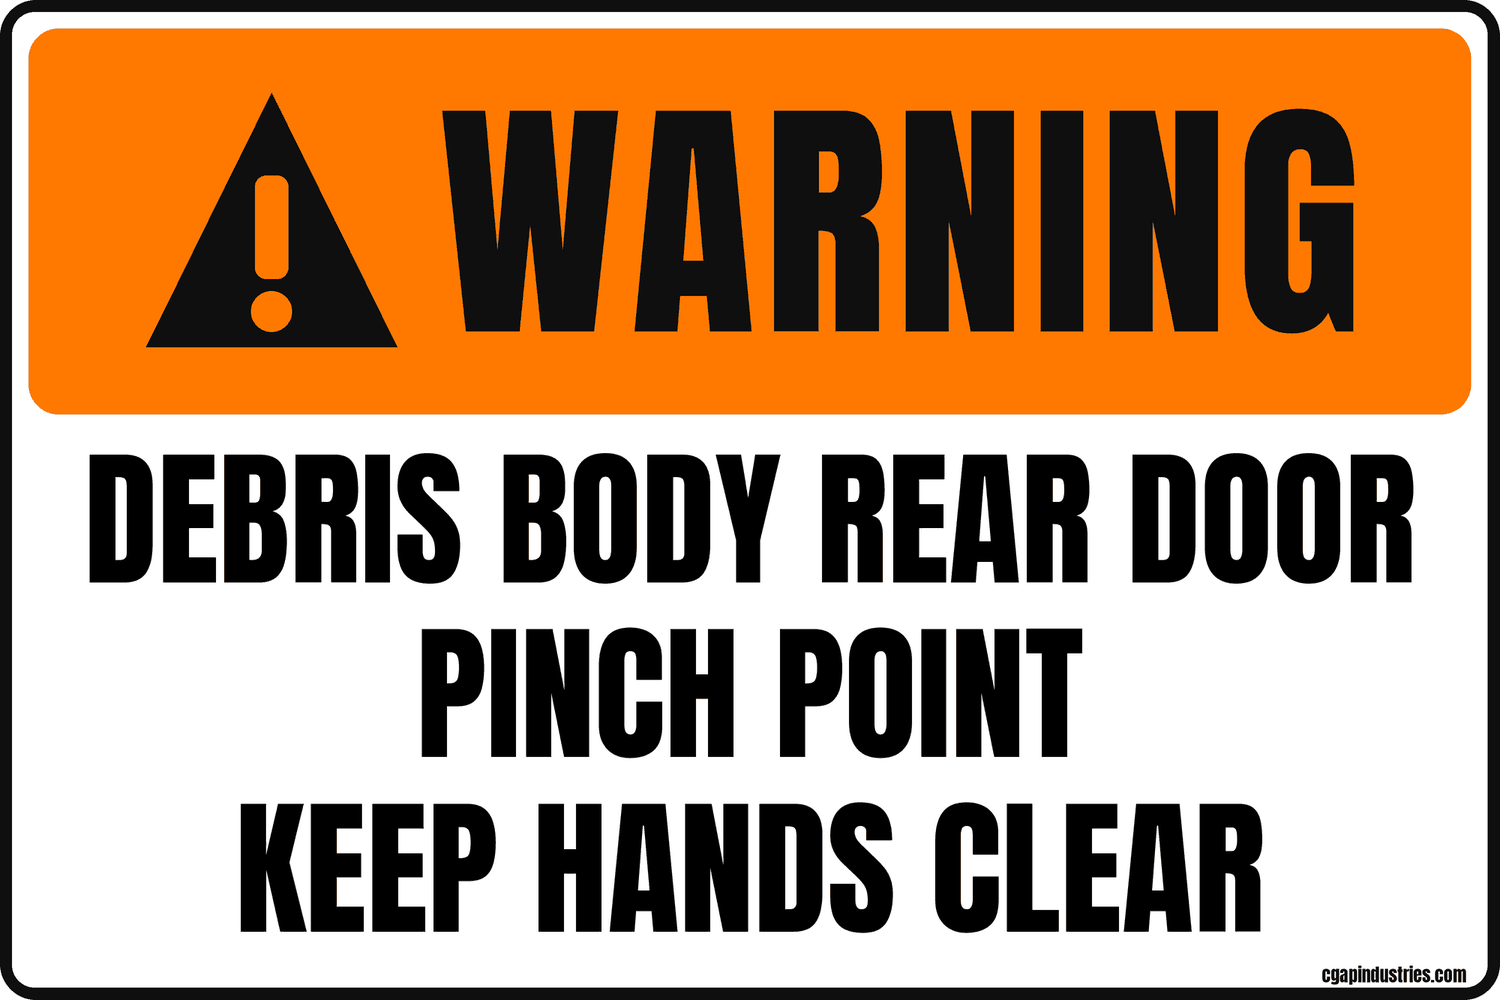 WARNING
DEBRIS BODY REAR DOOR
PINCH POINT
KEEP HANDS CLEAR
cgapindustries.com